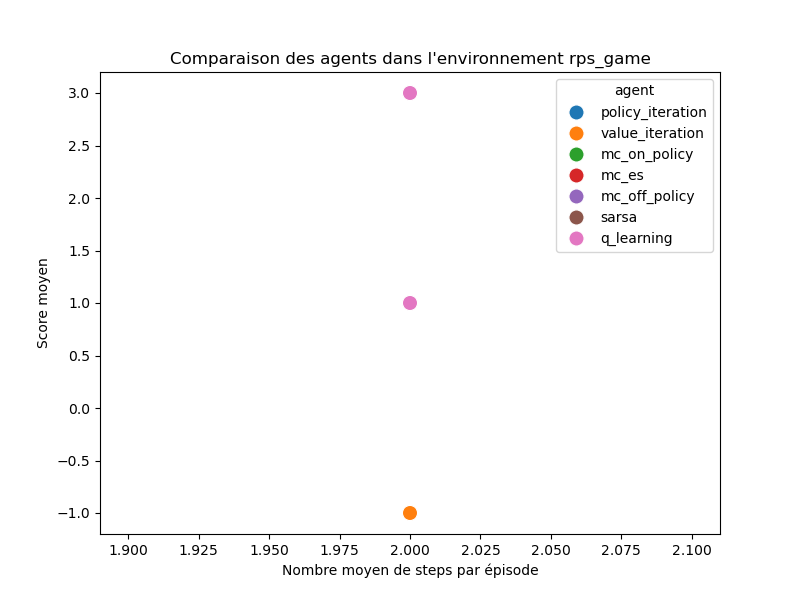 Comparaison des agents dans l'environnement rps_game
agent
policy_iteration
value_iteration
mc_on_policy
mc_es
mc_off_policy
sarsa
q_learning
Score moyen
3.0
2.5
2.0
1.5
1.0
0.5
0.0
−0.5
−1.0
1.900 1.925 1.950 1.975 2.000 2.025 2.050 2.075 2.100
Nombre moyen de steps par épisode